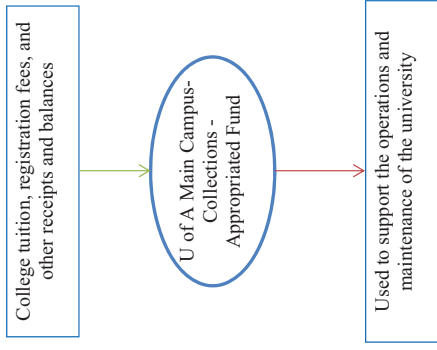 College tuition, registration fees, and
other receipts and balances
U of A Main Campus-
Collections -
Appropriated Fund
Used to support the operations and
maintenance of the university